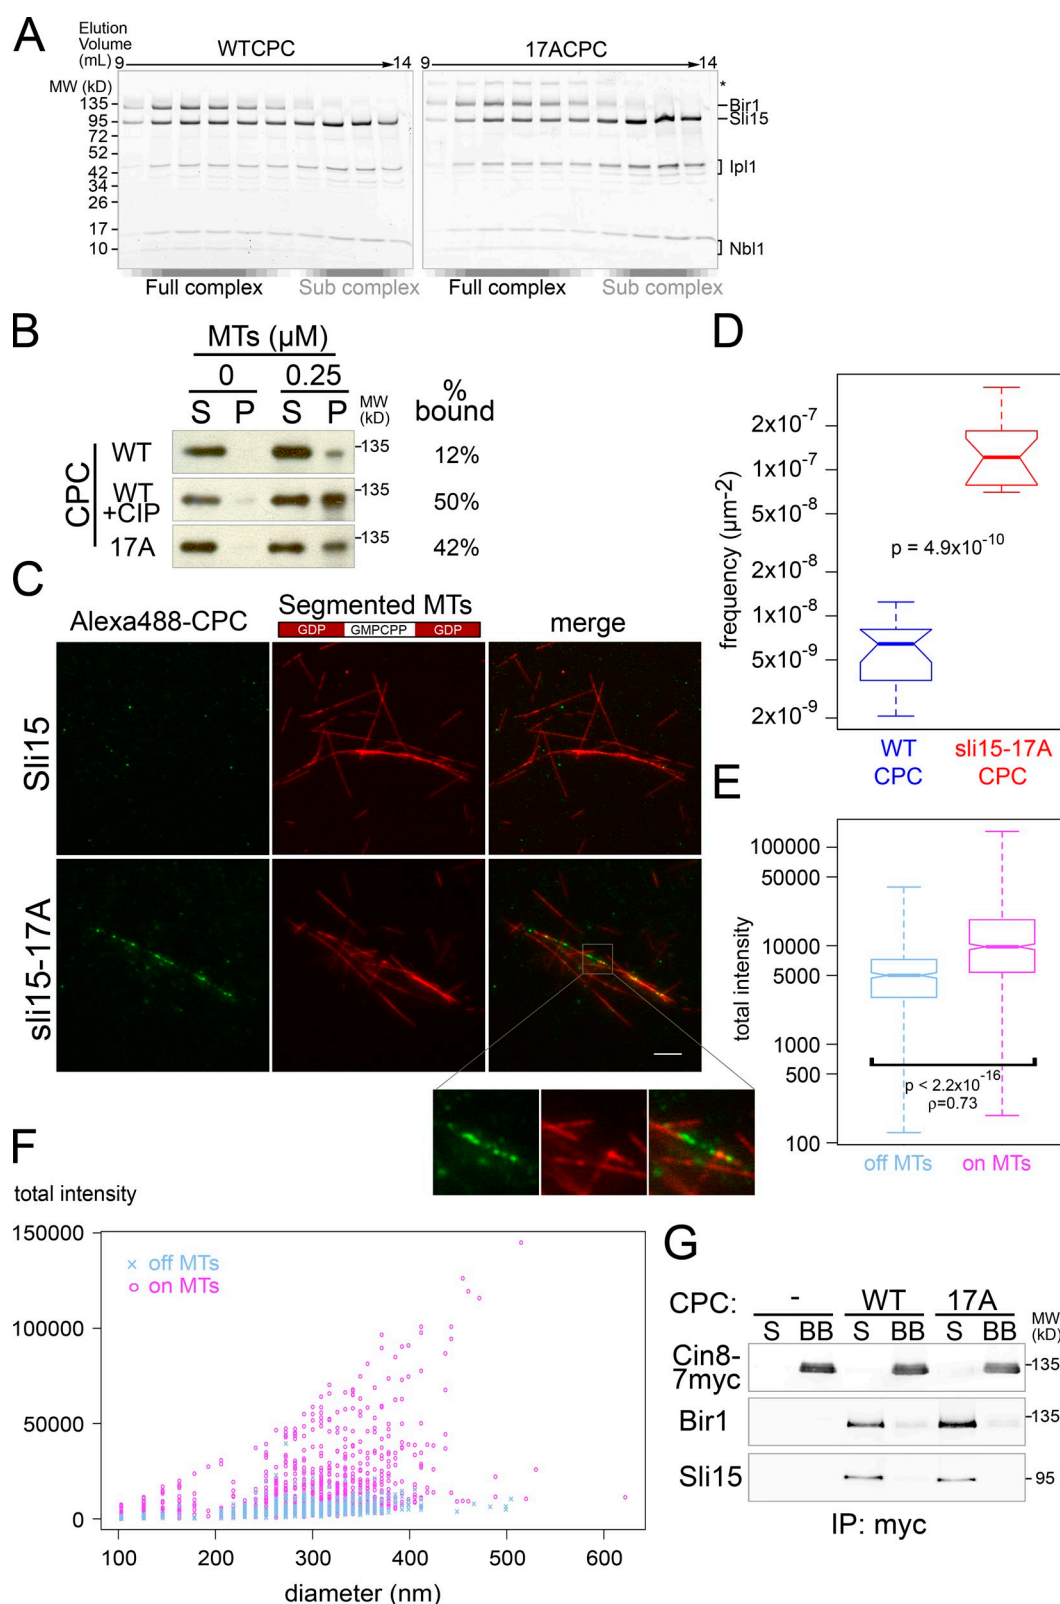 A
Elution
Volume
(mL) 9 14 9 14
WTCPC 17ACPC
MW (kD)
135
95
72
52
42
34
26
17
10
*
Bir1
Sli15
Ipl1
Nbl1
Full complex Sub complex Full complex Sub complex
B
MTs (µM)
0 0.25
S P S P
MW
(kD)
%
bound
CPC
WT -135 12%
WT
+CIP -135 50%
17A -135 42%
C
Alexa488-CPC Segmented MTs merge
GDP GMPCPP GDP
Sli15
sli15-17A
D
frequency (µm-2)
2x10-7
1x10-7
5x10-8
2x10-8
1x10-8
5x10-9
2x10-9
p = 4.9x10-10
WT
CPC
sli15-17A
CPC
E
total intensity
100000
50000
10000
5000
1000
500
100
p < 2.2x10-16
ρ=0.73
off MTs on MTs
F
total intensity
150000
100000
50000
0
× off MTs
o on MTs
100 200 300 400 500 600
diameter (nm)
G
CPC: - WT 17A
S BB S BB S BB
MW
(kD)
Cin8-
7myc
-135
Bir1 -135
Sli15 - 95
IP: myc